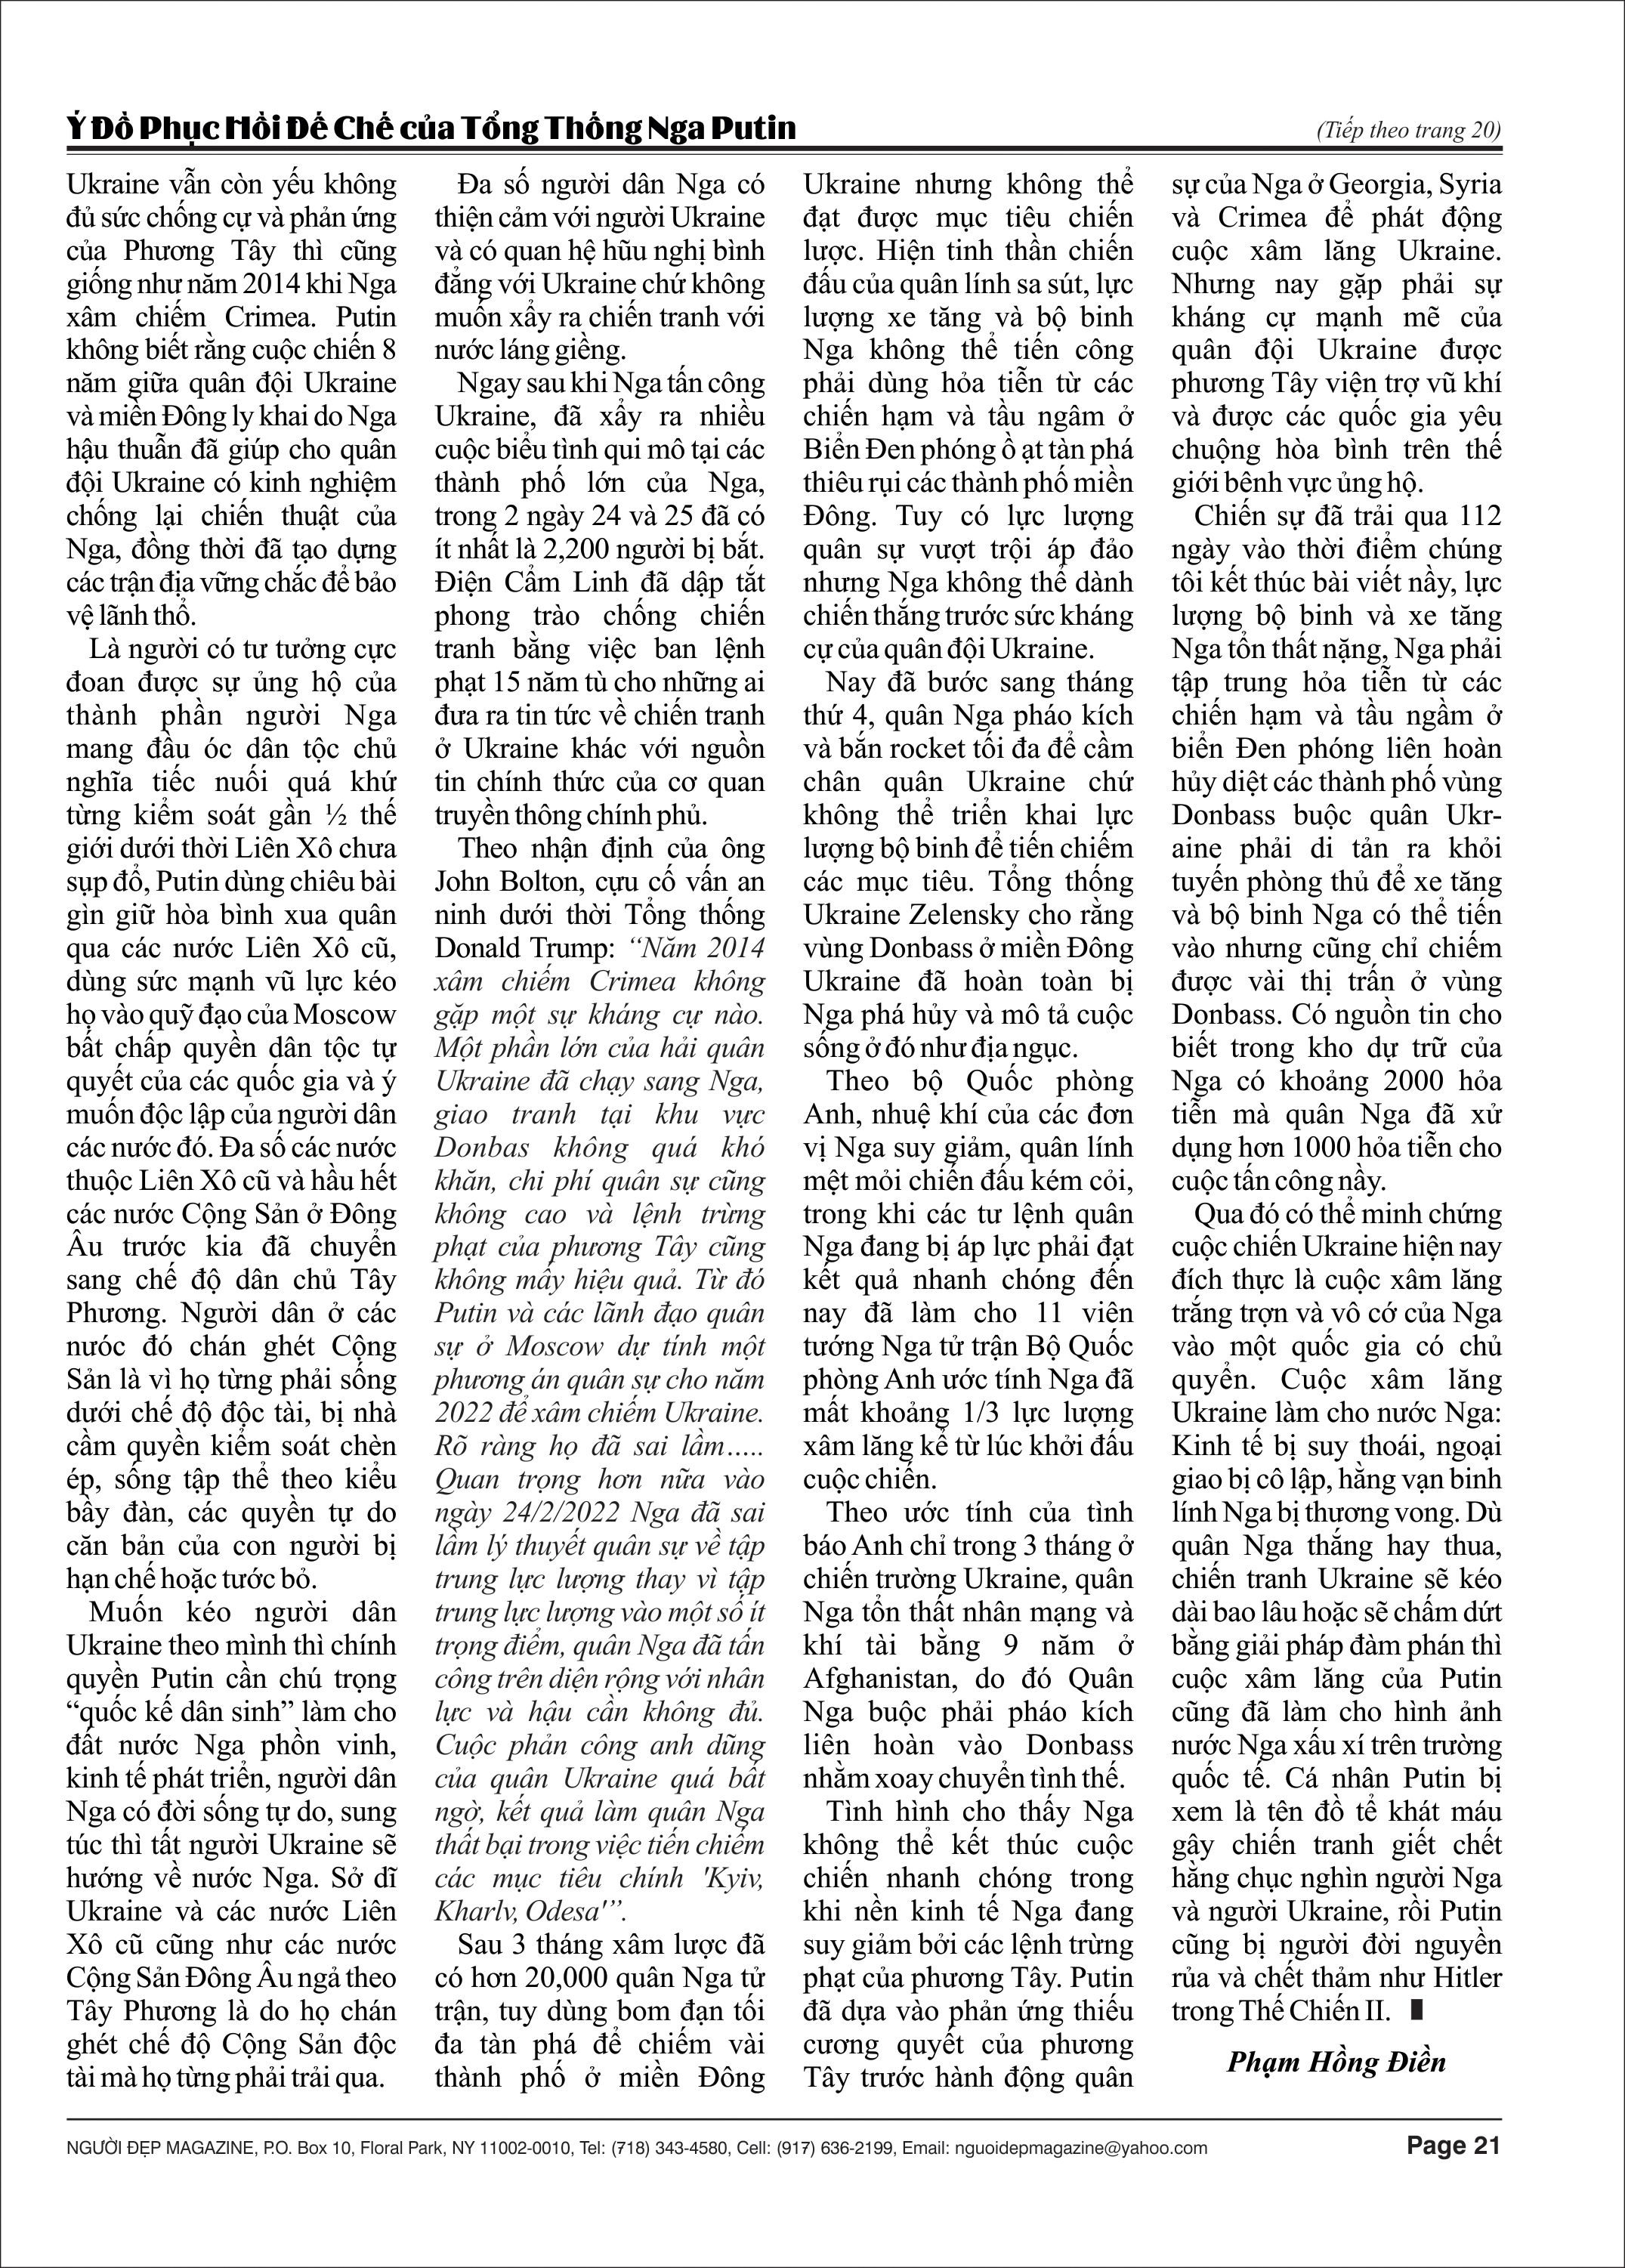 Ý Đồ Phục Hồi Đế Chế của Tổng Thống Nga Putin
(Tiếp theo trang 20)
Ukraine vẫn còn yếu không
đủ sức chống cự và phản ứng
của Phương Tây thì cũng
giống như năm 2014 khi Nga
xâm chiếm Crimea. Putin
không biết rằng cuộc chiến 8
năm giữa quân đội Ukraine
và miền Đông ly khai do Nga
hậu thuẫn đã giúp cho quân
đội Ukraine có kinh nghiệm
chống lại chiến thuật của
Nga, đồng thời đã tạo dựng
các trận địa vững chắc để bảo
vệ lãnh thổ.
Là người có tư tưởng cực
đoan được sự ủng hộ của
thành phần người Nga
mang đầu óc dân tộc chủ
nghĩa tiếc nuối quá khứ
từng kiểm soát gần ½ thế
giới dưới thời Liên Xô chưa
sụp đổ, Putin dùng chiêu bài
gìn giữ hòa bình xua quân
qua các nước Liên Xô cũ,
dùng sức mạnh vũ lực kéo
họ vào quỹ đạo của Moscow
bất chấp quyền dân tộc tự
quyết của các quốc gia và ý
muốn độc lập của người dân
các nước đó. Đa số các nước
thuộc Liên Xô cũ và hầu hết
các nước Cộng Sản ở Đông
Âu trước kia đã chuyển
sang chế độ dân chủ Tây
Phương. Người dân ở các
nưóc đó chán ghét Cộng
Sản là vì họ từng phải sống
dưới chế độ độc tài, bị nhà
cầm quyền kiểm soát chèn
ép, sống tập thể theo kiểu
bầy đàn, các quyền tự do
căn bản của con người bị
hạn chế hoặc tước bỏ.
Muốn kéo người dân
Ukraine theo mình thì chính
quyền Putin cần chú trọng
“quốc kế dân sinh” làm cho
đất nước Nga phồn vinh,
kinh tế phát triển, người dân
Nga có đời sống tự do, sung
túc thì tất người Ukraine sẽ
hướng về nước Nga. Sở dĩ
Ukraine và các nước Liên
Xô cũ cũng như các nước
Cộng Sản Đông Âu ngả theo
Tây Phương là do họ chán
ghét chế độ Cộng Sản độc
tài mà họ từng phải trải qua.
Đa số người dân Nga có
thiện cảm với người Ukraine
và có quan hệ hữu nghị bình
đẳng với Ukraine chứ không
muốn xẩy ra chiến tranh với
nước láng giềng.
Ngay sau khi Nga tấn công
Ukraine, đã xẩy ra nhiều
cuộc biểu tình qui mô tại các
thành phố lớn của Nga,
trong 2 ngày 24 và 25 đã có
ít nhất là 2,200 người bị bắt.
Điện Cẩm Linh đã dập tắt
phong trào chống chiến
tranh bằng việc ban lệnh
phạt 15 năm tù cho những ai
đưa ra tin tức về chiến tranh
ở Ukraine khác với nguồn
tin chính thức của cơ quan
truyền thông chính phủ.
Theo nhận định của ông
John Bolton, cựu cố vấn an
ninh dưới thời Tổng thống
Donald Trump: “Năm 2014
xâm chiếm Crimea không
gặp một sự kháng cự nào.
Một phần lớn của hải quân
Ukraine đã chạy sang Nga,
giao tranh tại khu vực
Donbas không quá khó
khăn, chi phí quân sự cũng
không cao và lệnh trừng
phạt của phương Tây cũng
không mấy hiệu quả. Từ đó
Putin và các lãnh đạo quân
sự ở Moscow dự tính một
phương án quân sự cho năm
2022 để xâm chiếm Ukraine.
Rõ ràng họ đã sai lầm.....
Quan trọng hơn nữa vào
ngày 24/2/2022 Nga đã sai
lầm lý thuyết quân sự về tập
trung lực lượng thay vì tập
trung lực lượng vào một số ít
trọng điểm, quân Nga đã tấn
công trên diện rộng với nhân
lực và hậu cần không đủ.
Cuộc phản công anh dũng
của quân Ukraine quá bất
ngờ, kết quả làm quân Nga
thất bại trong việc tiến chiếm
các mục tiêu chính 'Kyiv,
Kharlv, Odesa'”.
Sau 3 tháng xâm lược đã
có hơn 20,000 quân Nga tử
trận, tuy dùng bom đạn tối
đa tàn phá để chiếm vài
thành phố ở miền Đông
Ukraine nhưng không thể
đạt được mục tiêu chiến
lược. Hiện tinh thần chiến
đấu của quân lính sa sút, lực
lượng xe tăng và bộ binh
Nga không thể tiến công
phải dùng hỏa tiễn từ các
chiến hạm và tầu ngâm ở
Biển Đen phóng ồ ạt tàn phá
thiêu rụi các thành phố miền
Đông. Tuy có lực lượng
quân sự vượt trội áp đảo
nhưng Nga không thể dành
chiến thắng trước sức kháng
cự của quân đội Ukraine.
Nay đã bước sang tháng
thứ 4, quân Nga pháo kích
và bắn rocket tối đa để cầm
chân quân Ukraine chứ
không thể triển khai lực
lượng bộ binh để tiến chiếm
các mục tiêu. Tổng thống
Ukraine Zelensky cho rằng
vùng Donbass ở miền Đông
Ukraine đã hoàn toàn bị
Nga phá hủy và mô tả cuộc
sống ở đó như địa ngục.
Theo bộ Quốc phòng
Anh, nhuệ khí của các đơn
vị Nga suy giảm, quân lính
mệt mỏi chiến đấu kém cỏi,
trong khi các tư lệnh quân
Nga đang bị áp lực phải đạt
kết quả nhanh chóng đến
nay đã làm cho 11 viên
tướng Nga tử trận Bộ Quốc
phòng Anh ước tính Nga đã
mất khoảng 1/3 lực lượng
xâm lăng kể từ lúc khởi đầu
cuộc chiến.
Theo ước tính của tình
báo Anh chỉ trong 3 tháng ở
chiến trường Ukraine, quân
Nga tổn thất nhân mạng và
khí tài bằng 9 năm ở
Afghanistan, do đó Quân
Nga buộc phải pháo kích
liên hoàn vào Donbass
nhằm xoay chuyển tình thế.
Tình hình cho thấy Nga
không thể kết thúc cuộc
chiến nhanh chóng trong
khi nền kinh tế Nga đang
suy giảm bởi các lệnh trừng
phạt của phương Tây. Putin
đã dựa vào phản ứng thiếu
cương quyết của phương
Tây trước hành động quân
sự của Nga ở Georgia, Syria
và Crimea để phát động
cuộc xâm lăng Ukraine.
Nhưng nay gặp phải sự
kháng cự mạnh mẽ của
quân đội Ukraine được
phương Tây viện trợ vũ khí
và được các quốc gia yêu
chuộng hòa bình trên thế
giới bênh vực ủng hộ.
Chiến sự đã trải qua 112
ngày vào thời điểm chúng
tôi kết thúc bài viết nầy, lực
lượng bộ binh và xe tăng
Nga tổn thất nặng, Nga phải
tập trung hỏa tiễn từ các
chiến hạm và tầu ngầm ở
biển Đen phóng liên hoàn
hủy diệt các thành phố vùng
Donbass buộc quân Ukr-
aine phải di tản ra khỏi
tuyến phòng thủ để xe tăng
và bộ binh Nga có thể tiến
vào nhưng cũng chỉ chiếm
được vài thị trấn ở vùng
Donbass. Có nguồn tin cho
biết trong kho dự trữ của
Nga có khoảng 2000 hỏa
tiễn mà quân Nga đã xử
dụng hơn 1000 hỏa tiễn cho
cuộc tấn công nầy.
Qua đó có thể minh chứng
cuộc chiến Ukraine hiện nay
đích thực là cuộc xâm lăng
trắng trợn và vô cớ của Nga
vào một quốc gia có chủ
quyển. Cuộc xâm lăng
Ukraine làm cho nước Nga:
Kinh tế bị suy thoái, ngoại
giao bị cô lập, hằng vạn binh
lính Nga bị thương vong. Dù
quân Nga thắng hay thua,
chiến tranh Ukraine sẽ kéo
dài bao lâu hoặc sẽ chấm dứt
bằng giải pháp đàm phán thì
cuộc xâm lăng của Putin
cũng đã làm cho hình ảnh
nước Nga xấu xí trên trường
quốc tế. Cá nhân Putin bị
xem là tên đồ tể khát máu
gây chiến tranh giết chết
hằng chục nghìn người Nga
và người Ukraine, rồi Putin
cũng bị người đời nguyền
rủa và chết thảm như Hitler
trong Thế Chiến II. ▮
Phạm Hồng Điền
NGƯỜI ĐẸP MAGAZINE, P.O. Box 10, Floral Park, NY 11002-0010, Tel: (718) 343-4580, Cell: (917) 636-2199, Email: nguoidepmagazine@yahoo.com
Page 21